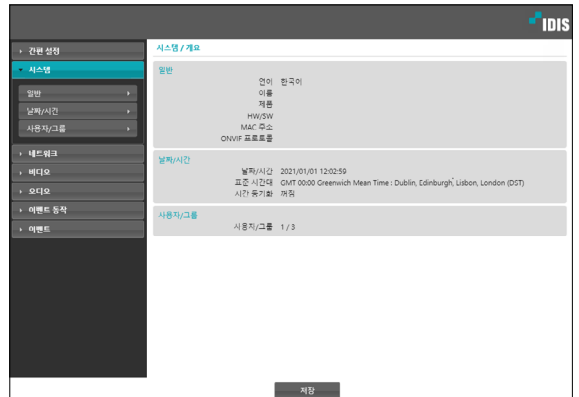 IDIS
간편 설정
시스템
일반
날짜/시간
사용자/그룹
네트워크
비디오
오디오
이벤트 동작
이벤트
시스템 / 개요
일반
언어 한국어
이름
제품
HW/SW
MAC 주소
ONVIF 프로토콜
날짜/시간
날짜/시간 2021/01/01 12:02:59
표준 시간대 GMT 00:00 Greenwich Mean Time : Dublin, Edinburgh, Lisbon, London (DST)
시간 동기화 꺼짐
사용자/그룹
사용자/그룹 1 / 3
저장